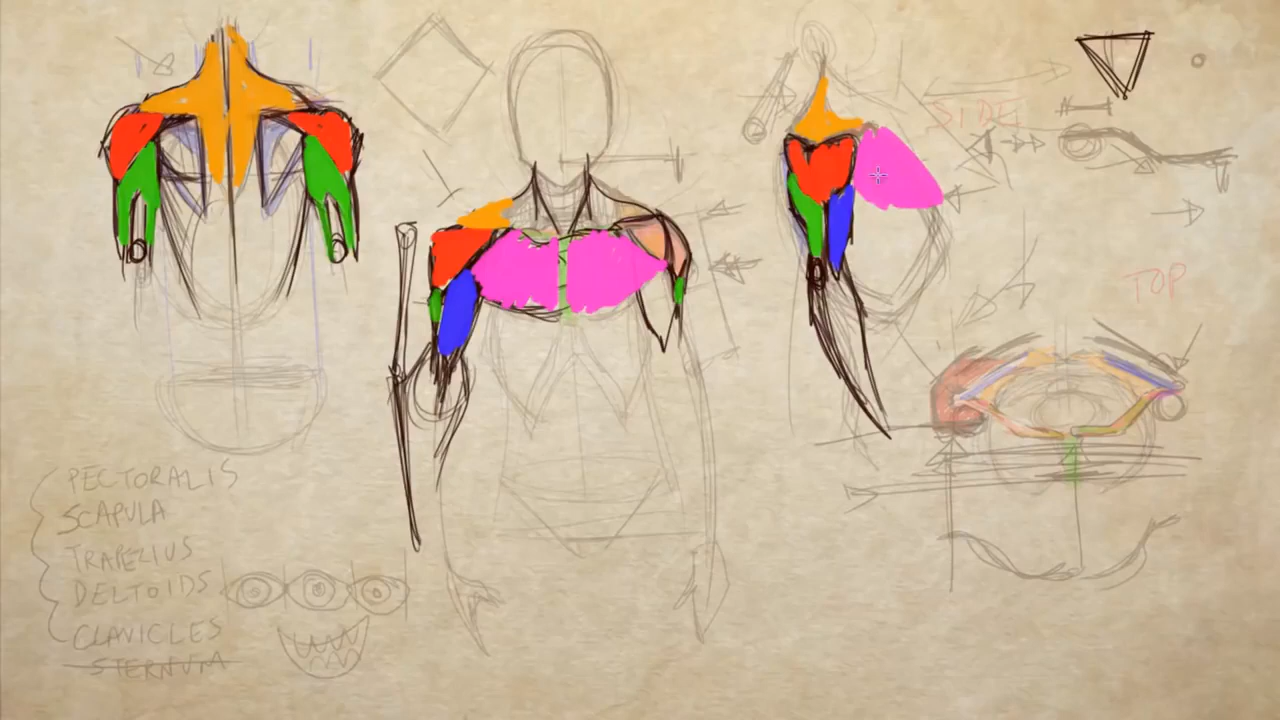 SIDE
TOP
PECTORALIS
SCAPULA
TRAPEZIUS
DELTOIDS
CLAVICLES
STERNUM